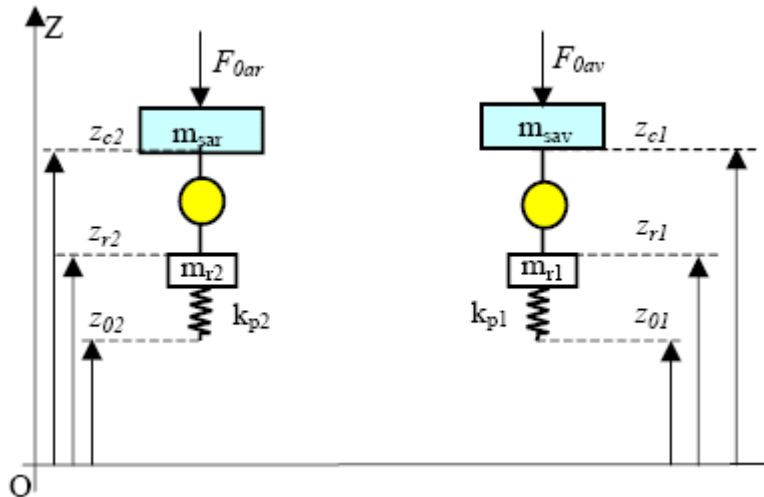 Z
F0ar
F0av
msar
msav
zc2
zc1
zr2
zr1
mr2
mr1
z02
kp2
kp1
z01
O